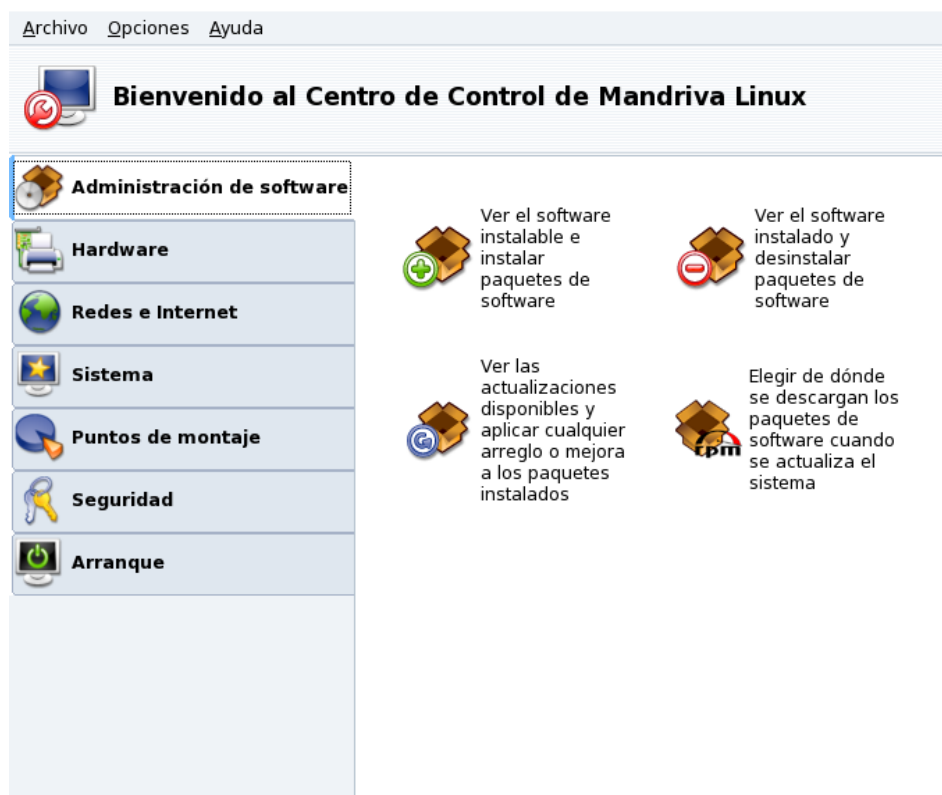 Archivo Opciones Ayuda
Bienvenido al Centro de Control de Mandriva Linux
Administración de software
Hardware
Redes e Internet
Sistema
Puntos de montaje
Seguridad
Arranque
Ver el software
instalable e
instalar
paquetes de
software
Ver el software
instalado y
desinstalar
paquetes de
software
Ver las
actualizaciones
disponibles y
aplicar cualquier
arreglo o mejora
a los paquetes
instalados
Elegir de dónde
se descargan los
paquetes de
software cuando
se actualiza el
sistema
rpm